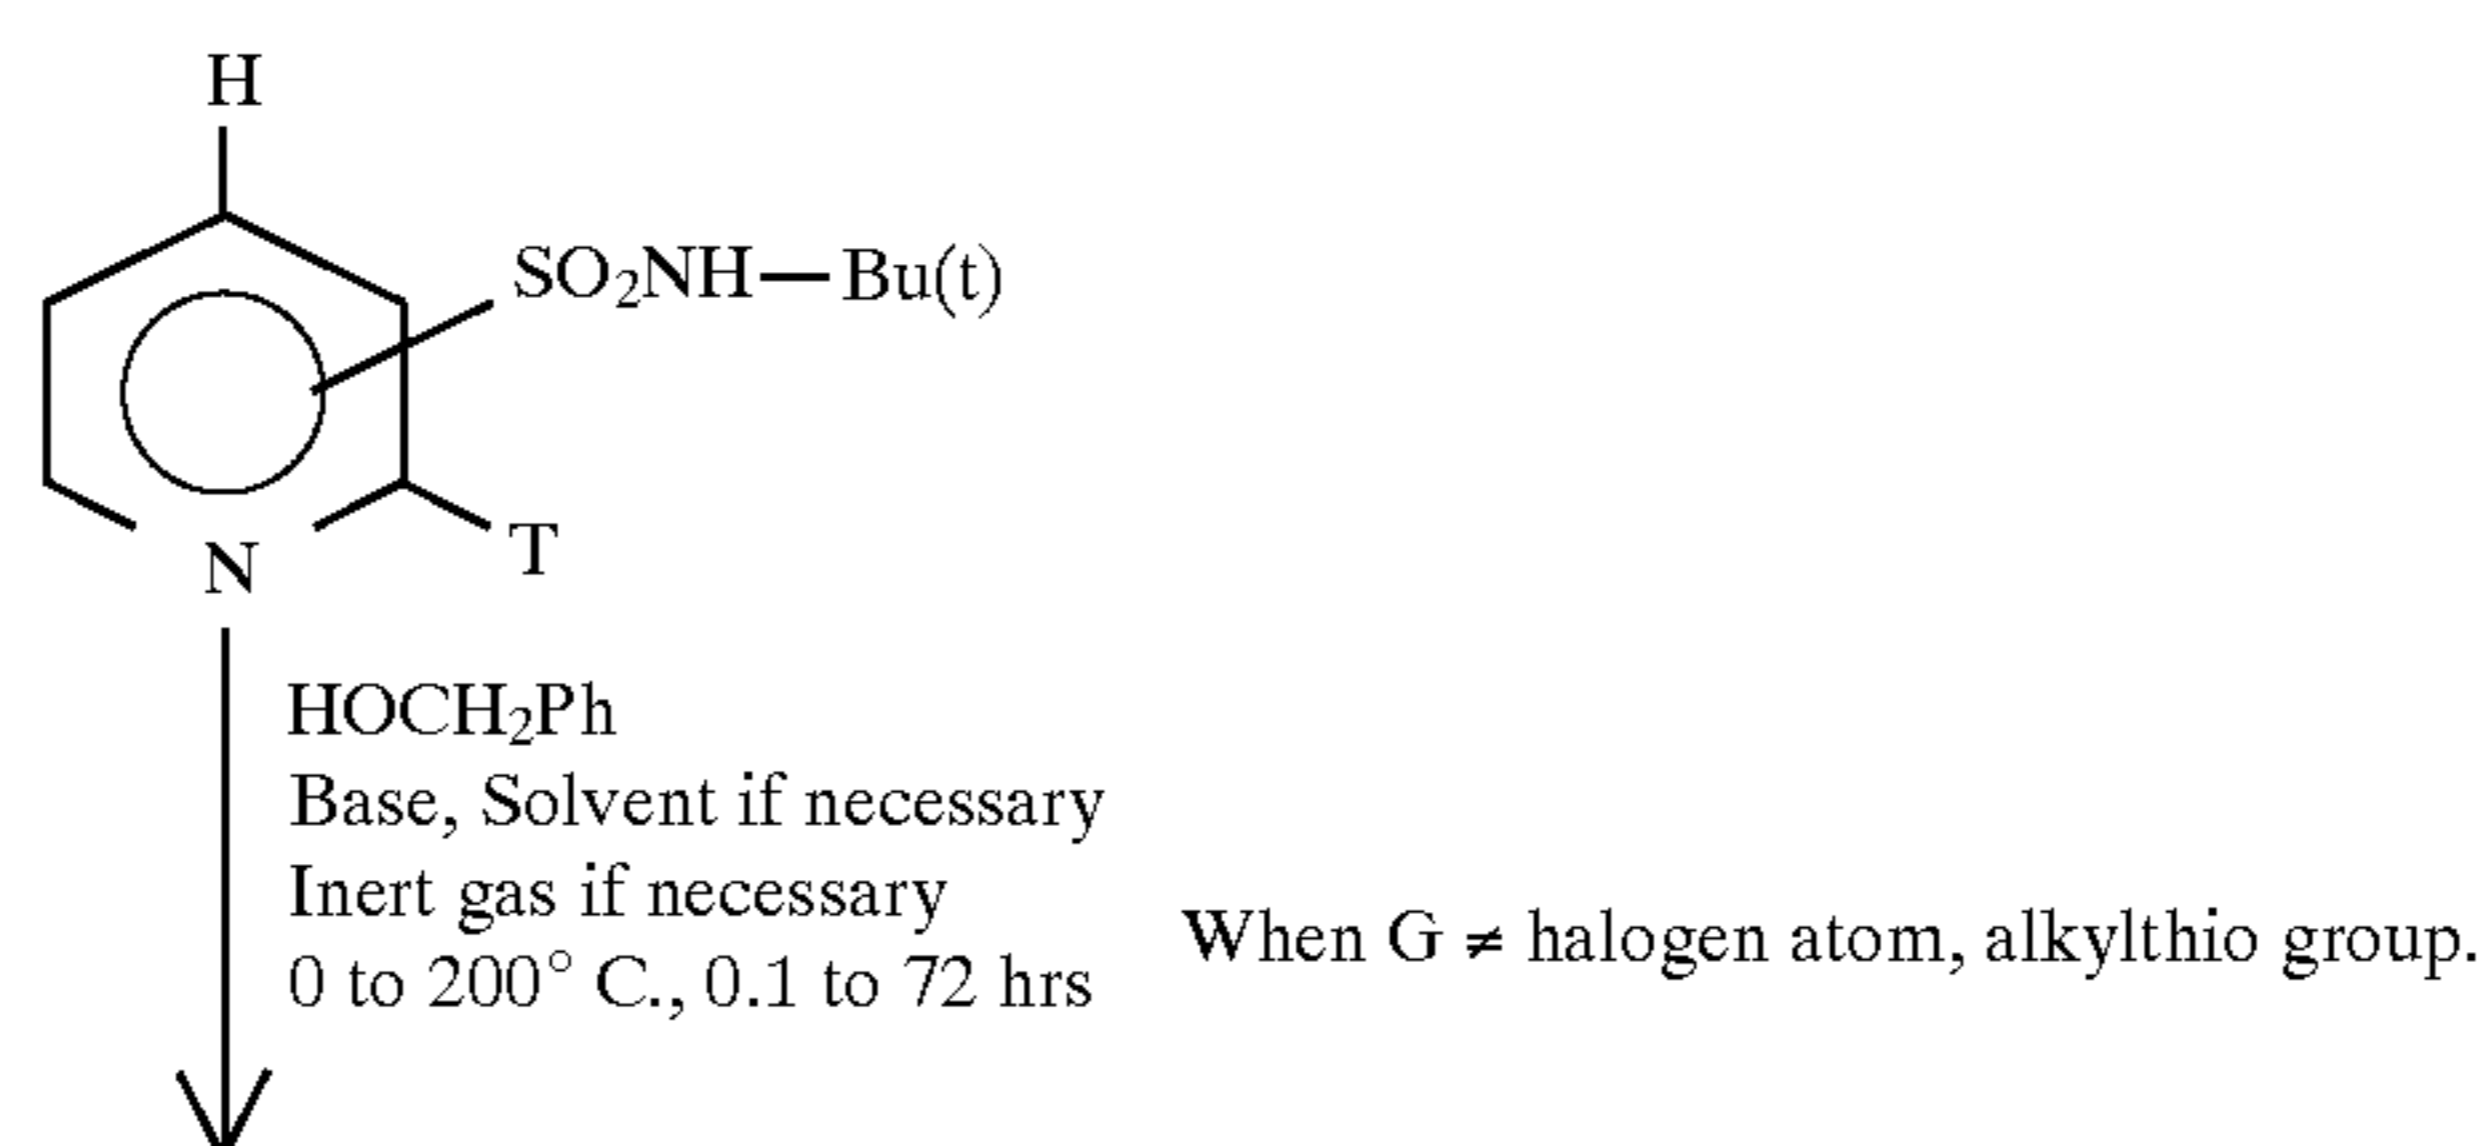 H
SO₂NH—Bu(t)
T
N
HOCH₂Ph
Base, Solvent if necessary
Inert gas if necessary
0 to 200° C., 0.1 to 72 hrs
When G ≠ halogen atom, alkylthio group.